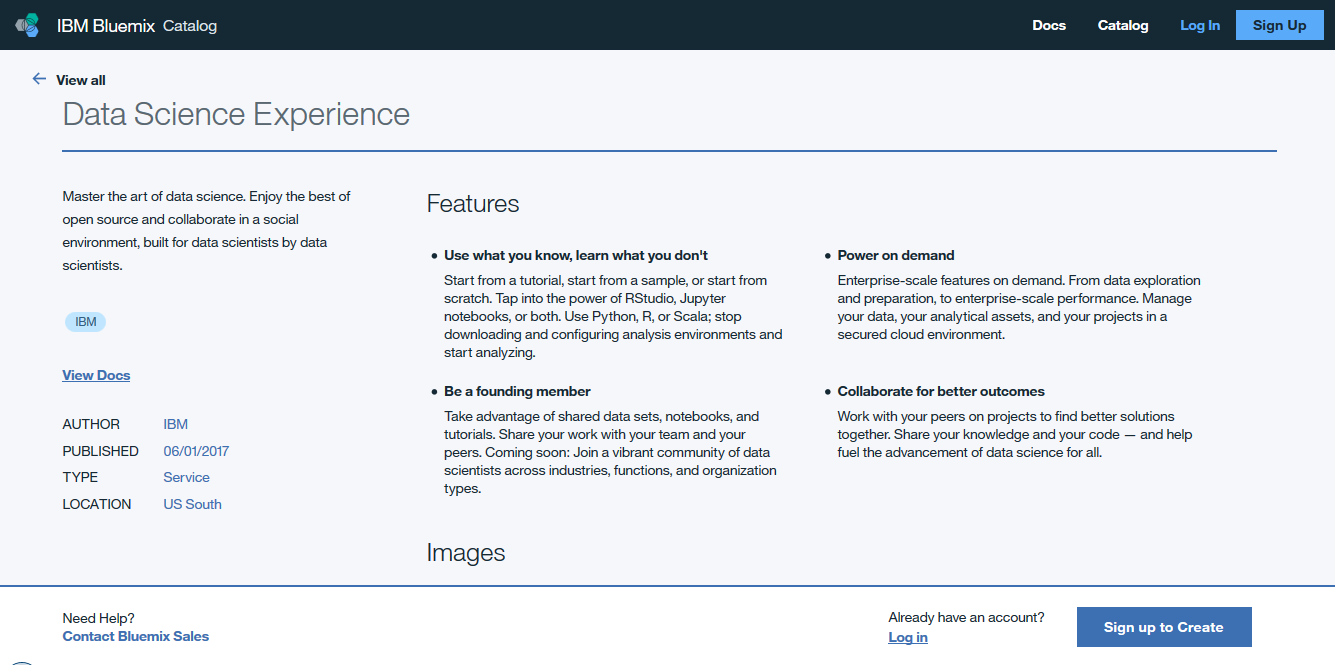 IBM Bluemix Catalog
Docs
Catalog
Log In
Sign Up
View all
Data Science Experience
Master the art of data science. Enjoy the best of
open source and collaborate in a social
environment, built for data scientists by data
scientists.
IBM
View Docs
AUTHOR IBM
PUBLISHED 06/01/2017
TYPE Service
LOCATION US South
Features
Use what you know, learn what you don't
Start from a tutorial, start from a sample, or start from
scratch. Tap into the power of RStudio, Jupyter
notebooks, or both. Use Python, R, or Scala; stop
downloading and configuring analysis environments and
start analyzing.
Power on demand
Enterprise-scale features on demand. From data exploration
and preparation, to enterprise-scale performance. Manage
your data, your analytical assets, and your projects in a
secured cloud environment.
Be a founding member
Take advantage of shared data sets, notebooks, and
tutorials. Share your work with your team and your
peers. Coming soon: Join a vibrant community of data
scientists across industries, functions, and organization
types.
Collaborate for better outcomes
Work with your peers on projects to find better solutions
together. Share your knowledge and your code — and help
fuel the advancement of data science for all.
Images
Need Help?
Contact Bluemix Sales
Already have an account?
Log in
Sign up to Create